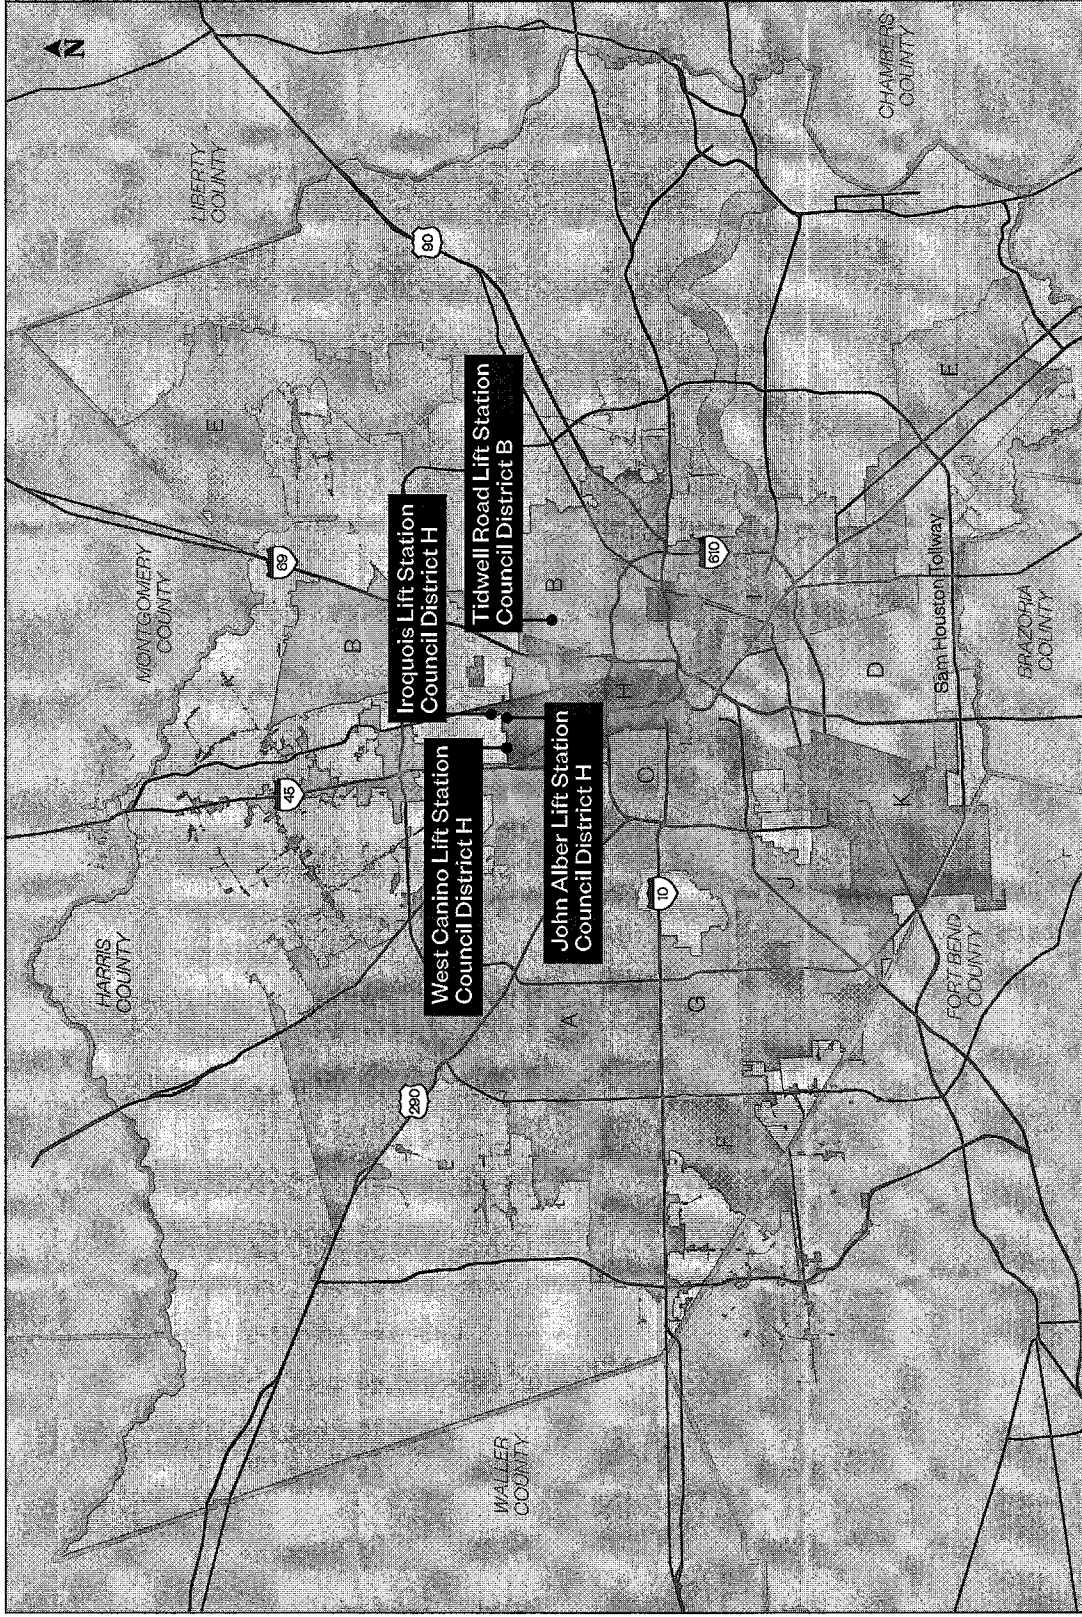 N
LIBERTY
COUNTY
CHAMBERS
COUNTY
MONTGOMERY
COUNTY
HARRIS
COUNTY
WALLER
COUNTY
FORT BEND
COUNTY
BRAZORIA
COUNTY
90
69
45
290
10
610
Iroquois Lift Station
Council District H
Tidwell Road Lift Station
Council District B
West Canino Lift Station
Council District H
John Alber Lift Station
Council District H
Sam Houston Tollway
E
E
B
B
H
C
I
D
K
J
A
G
F
E